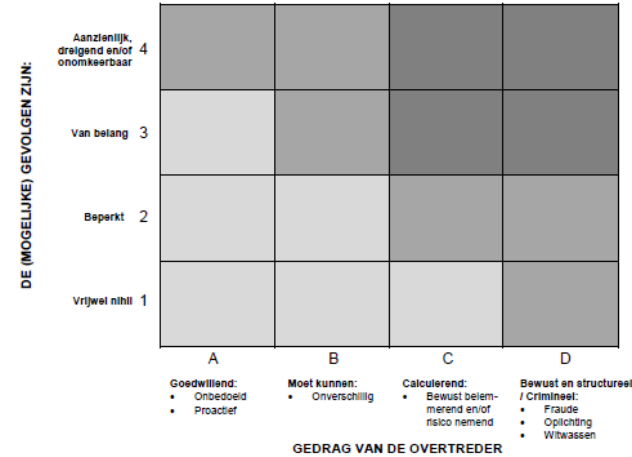 DE (MOGELIJKE) GEVOLGEN ZIJN:
Aanzienlijk,
dreigend en/of
onomkeerbaar
4
Van belang 3
Beperkt 2
Vrijwel nihil 1
A B C D
Goedwillend:
• Onbedoeld
• Proactief
Moet kunnen:
• Onverschillig
Calculerend:
• Bewust belem-
merend en/of
risico nemend
Bewust en structureel
/ Crimineel:
• Fraude
• Oplichting
• Witwassen
GEDRAG VAN DE OVERTREDER